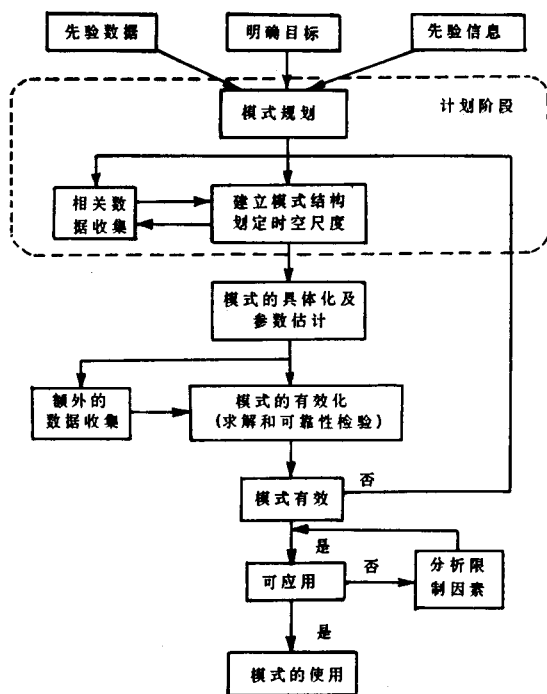 先验数据
明确目标
先验信息
模式规划
计划阶段
相关数
据收集
建立模式结构
划定时空尺度
模式的具体化及
参数估计
额外的
数据收集
模式的有效化
(求解和可靠性检验)
模式有效
否
是
可应用
否
分析限
制因素
是
模式的使用